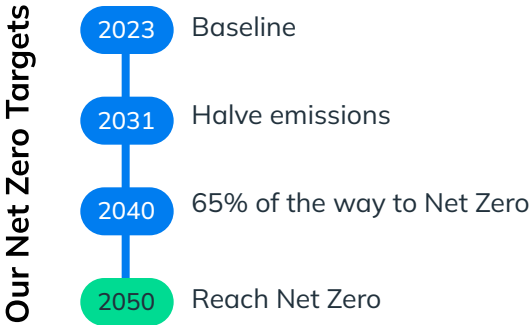 Our Net Zero Targets
2023 Baseline
2031 Halve emissions
2040 65% of the way to Net Zero
2050 Reach Net Zero